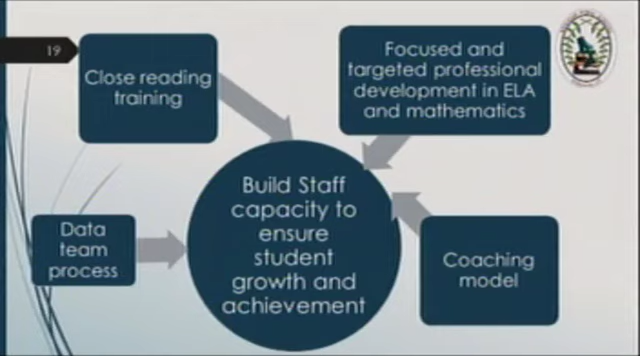 19
Close reading
training
Focused and
targeted professional
development in ELA
and mathematics
Build Staff
capacity to
ensure
student
growth and
achievement
Data
team
process
Coaching
model